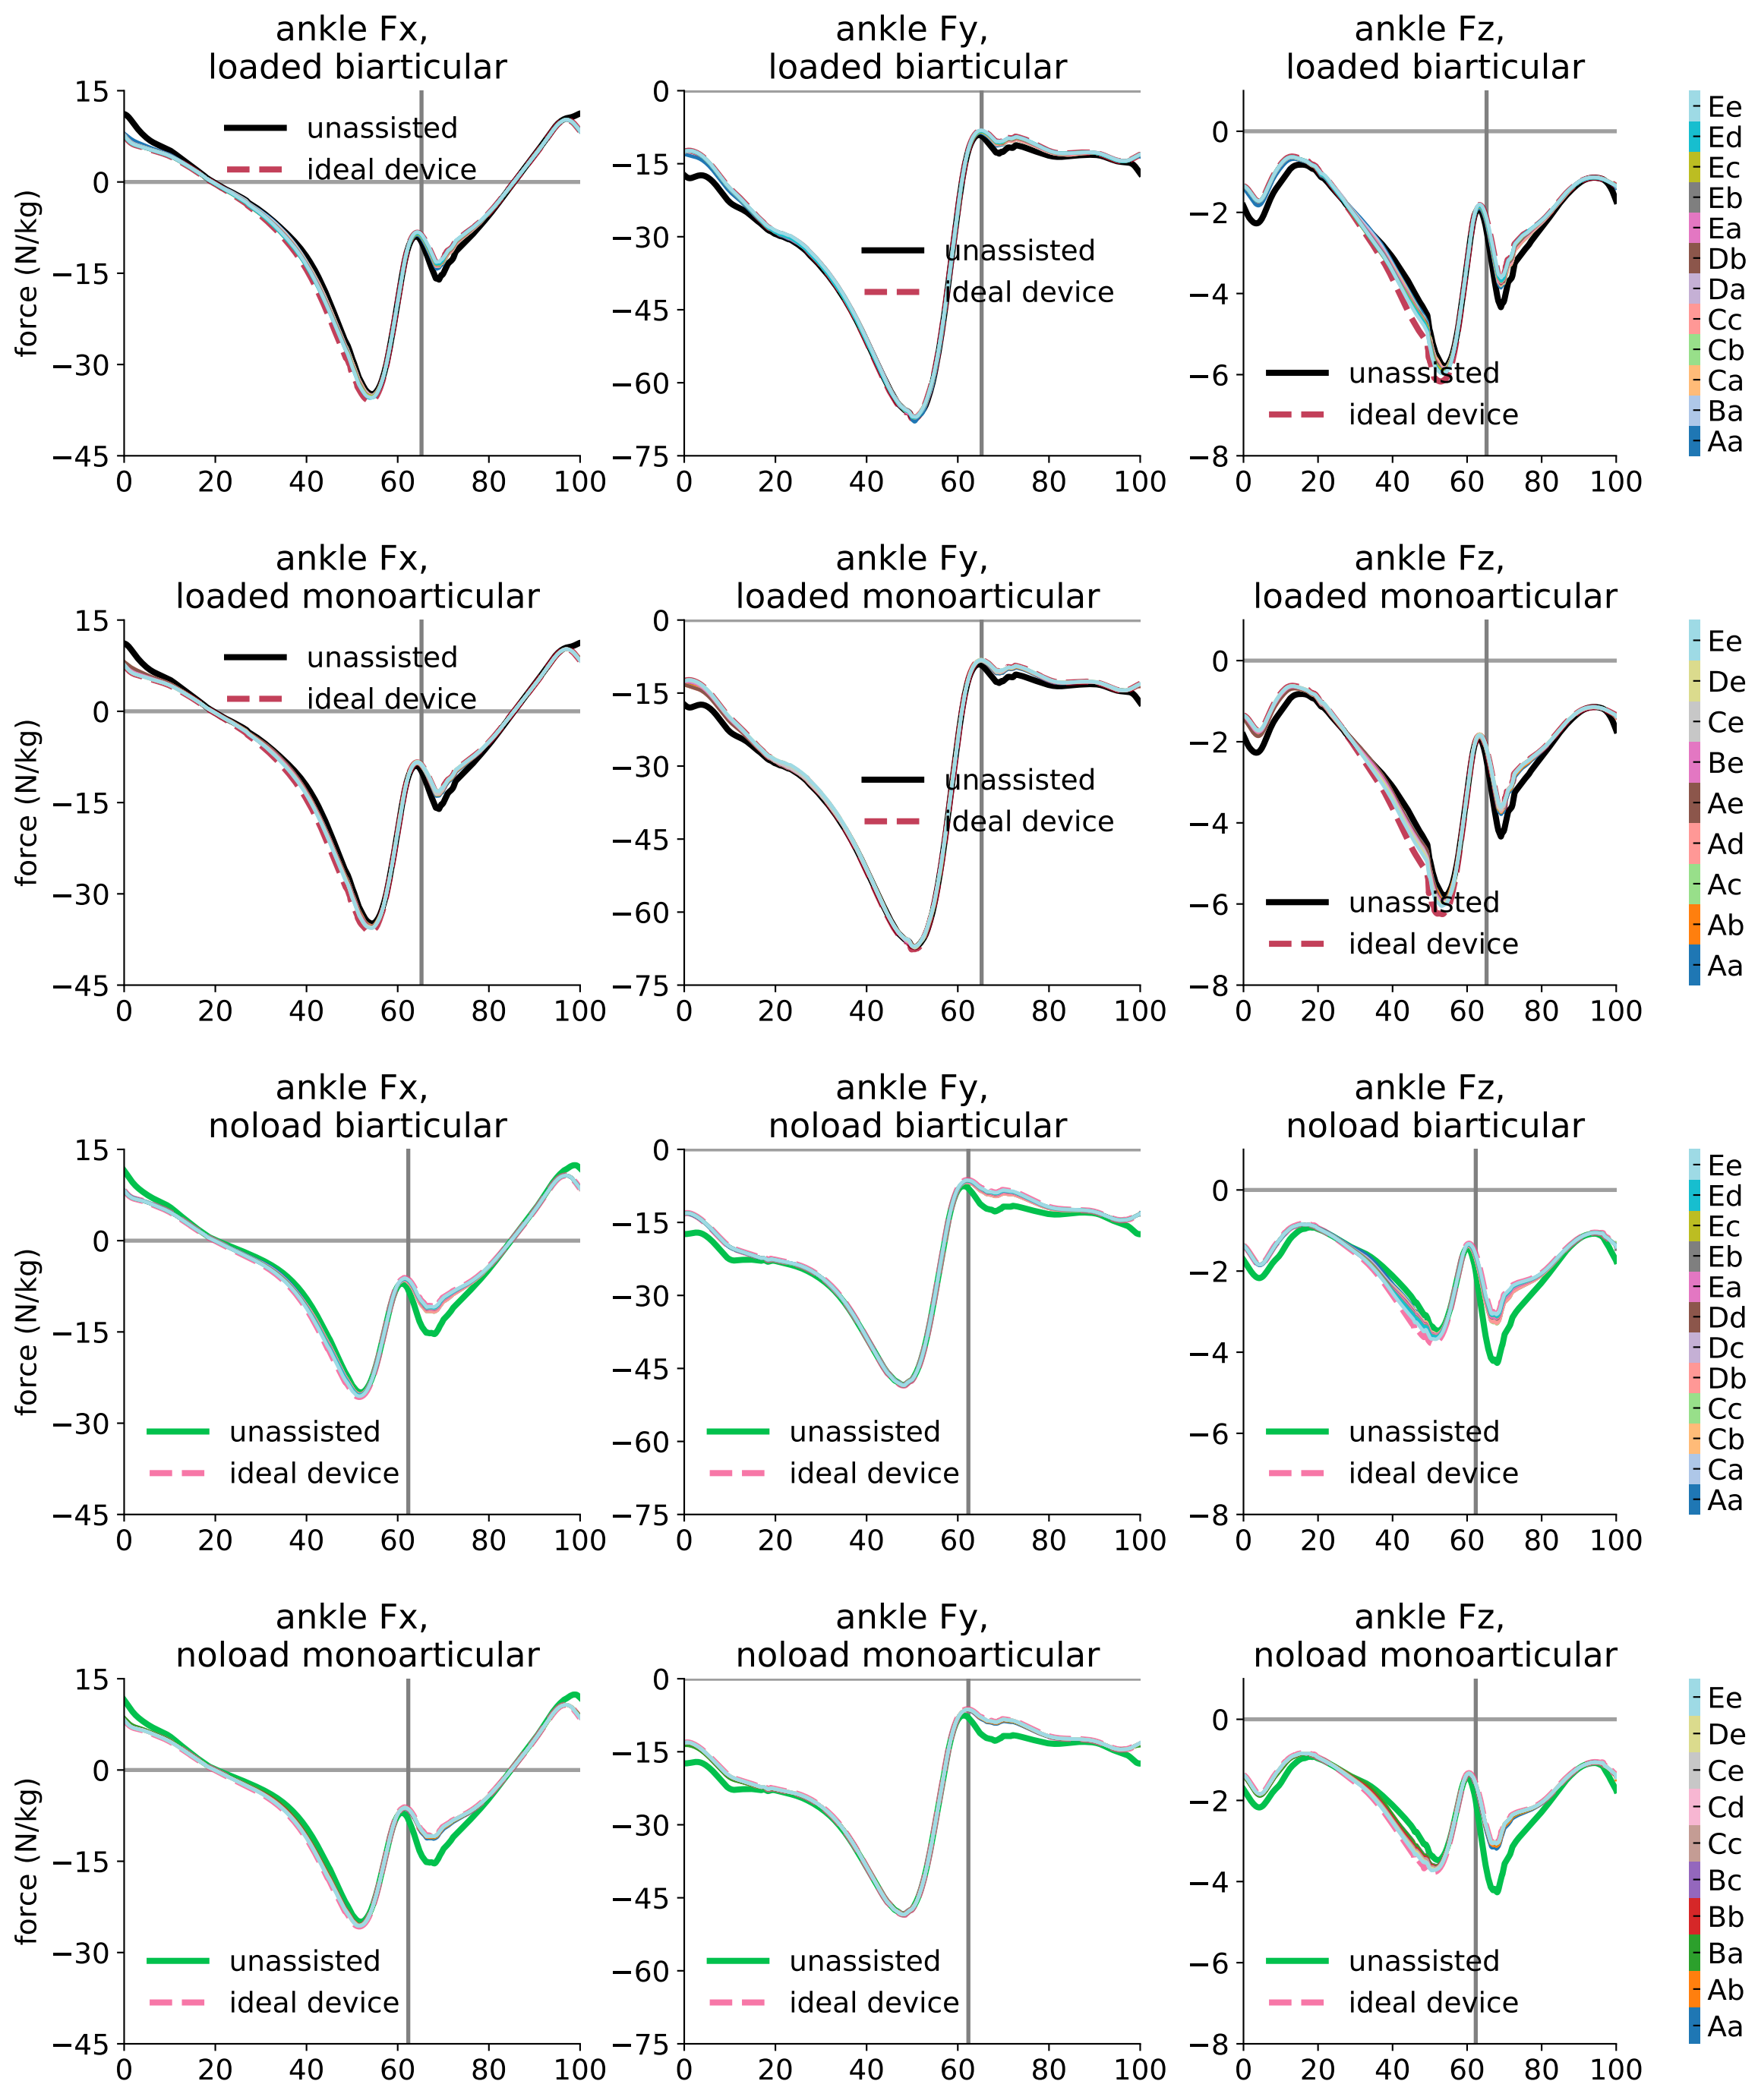 ankle Fx,
loaded biarticular
ankle Fy,
loaded biarticular
ankle Fz,
loaded biarticular
force (N/kg)
15
0
−15
−30
−45
unassisted
ideal device
0 20 40 60 80 100
0
−15
−30
−45
−60
−75
unassisted
ideal device
0 20 40 60 80 100
0
−2
−4
−6
−8
unassisted
ideal device
0 20 40 60 80 100
Ee
Ed
Ec
Eb
Ea
Db
Da
Cc
Cb
Ca
Ba
Aa
ankle Fx,
loaded monoarticular
ankle Fy,
loaded monoarticular
ankle Fz,
loaded monoarticular
force (N/kg)
15
0
−15
−30
−45
unassisted
ideal device
0 20 40 60 80 100
0
−15
−30
−45
−60
−75
unassisted
ideal device
0 20 40 60 80 100
0
−2
−4
−6
−8
unassisted
ideal device
0 20 40 60 80 100
Ee
De
Ce
Be
Ae
Ad
Ac
Ab
Aa
ankle Fx,
noload biarticular
ankle Fy,
noload biarticular
ankle Fz,
noload biarticular
force (N/kg)
15
0
−15
−30
−45
unassisted
ideal device
0 20 40 60 80 100
0
−15
−30
−45
−60
−75
unassisted
ideal device
0 20 40 60 80 100
0
−2
−4
−6
−8
unassisted
ideal device
0 20 40 60 80 100
Ee
Ed
Ec
Eb
Ea
Dd
Dc
Db
Cc
Cb
Ca
Aa
ankle Fx,
noload monoarticular
ankle Fy,
noload monoarticular
ankle Fz,
noload monoarticular
force (N/kg)
15
0
−15
−30
−45
unassisted
ideal device
0 20 40 60 80 100
0
−15
−30
−45
−60
−75
unassisted
ideal device
0 20 40 60 80 100
0
−2
−4
−6
−8
unassisted
ideal device
0 20 40 60 80 100
Ee
De
Ce
Cd
Cc
Bc
Bb
Ba
Ab
Aa